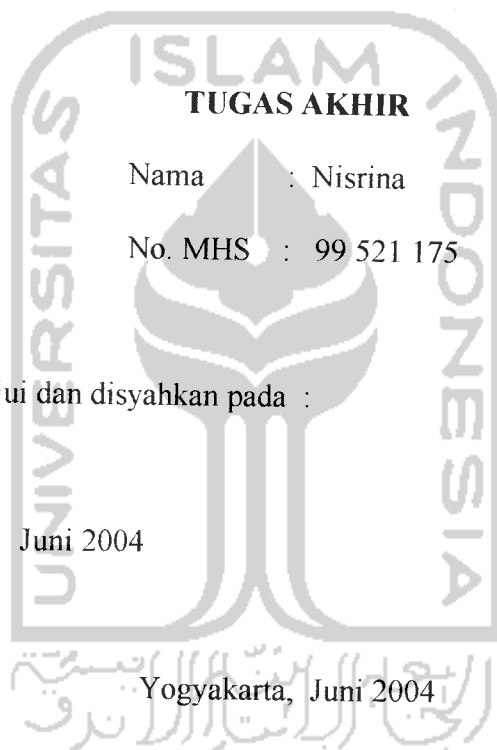 ISLAM
UNIVERSITAS
INDONESIA
TUGAS AKHIR
Nama : Nisrina
No. MHS : 99 521 175
ui dan disyahkan pada :
Juni 2004
Yogyakarta, Juni 2004